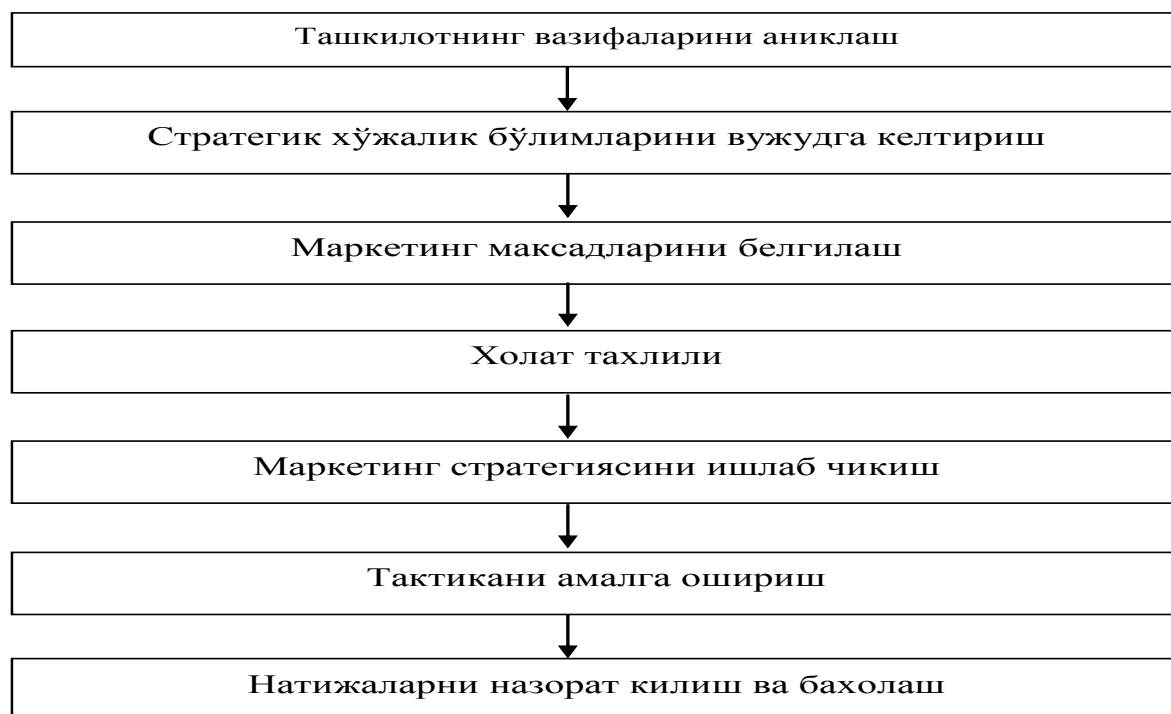 Ташкилотнинг вазифаларини аниклаш
Стратегик хўжалик бўлимларини вужудга келтириш
Маркетинг максадларини белгилаш
Холат тахлили
Маркетинг стратегиясини ишлаб чикиш
Тактикани амалга ошириш
Натижаларни назорат килиш ва бахолаш